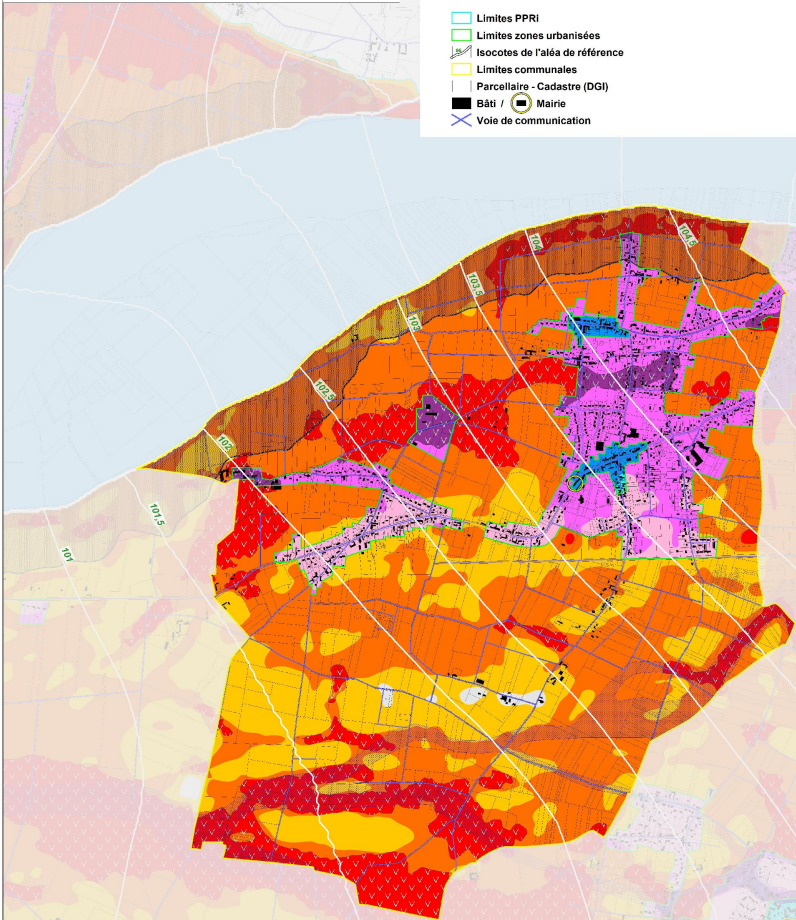 Limites PPRi
Limites zones urbanisées
Isocotes de l'aléa de référence
Limites communales
Parcellaire - Cadastre (DGI)
Bâti / Mairie
Voie de communication
104,5
104
103,5
103
102,5
102
101,5
101